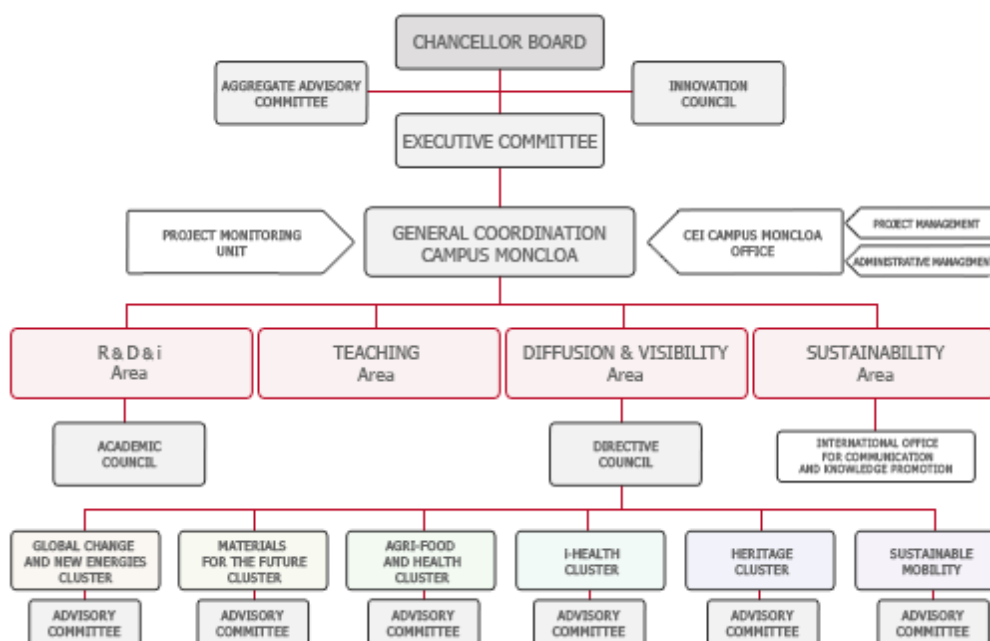 CHANCELLOR BOARD
AGGREGATE ADVISORY
COMMITTEE
INNOVATION
COUNCIL
EXECUTIVE COMMITTEE
PROJECT MONITORING
UNIT
GENERAL COORDINATION
CAMPUS MONCLOA
CEI CAMPUS MONCLOA
OFFICE
PROJECT MANAGEMENT
ADMINISTRATIVE MANAGEMENT
R & D & i
Area
TEACHING
Area
DIFFUSION & VISIBILITY
Area
SUSTAINABILITY
Area
ACADEMIC
COUNCIL
DIRECTIVE
COUNCIL
INTERNATIONAL OFFICE
FOR COMMUNICATION
AND KNOWLEDGE PROMOTION
GLOBAL CHANGE
AND NEW ENERGIES
CLUSTER
MATERIALS
FOR THE FUTURE
CLUSTER
AGRI-FOOD
AND HEALTH
CLUSTER
I-HEALTH
CLUSTER
HERITAGE
CLUSTER
SUSTAINABLE
MOBILITY
ADVISORY
COMMITTEE
ADVISORY
COMMITTEE
ADVISORY
COMMITTEE
ADVISORY
COMMITTEE
ADVISORY
COMMITTEE
ADVISORY
COMMITTEE